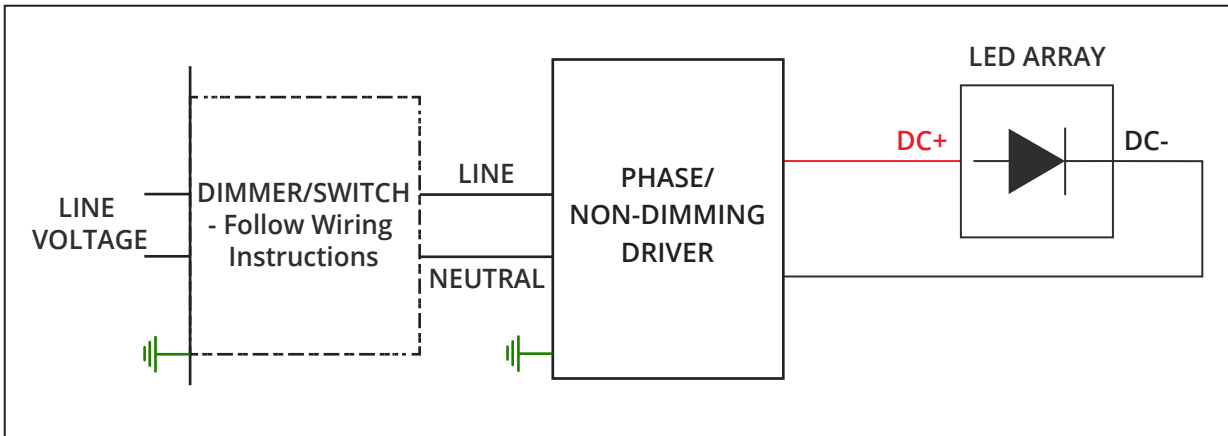 LINE
VOLTAGE
DIMMER/SWITCH
- Follow Wiring
Instructions
LINE
NEUTRAL
PHASE/
NON-DIMMING
DRIVER
LED ARRAY
DC+
DC-